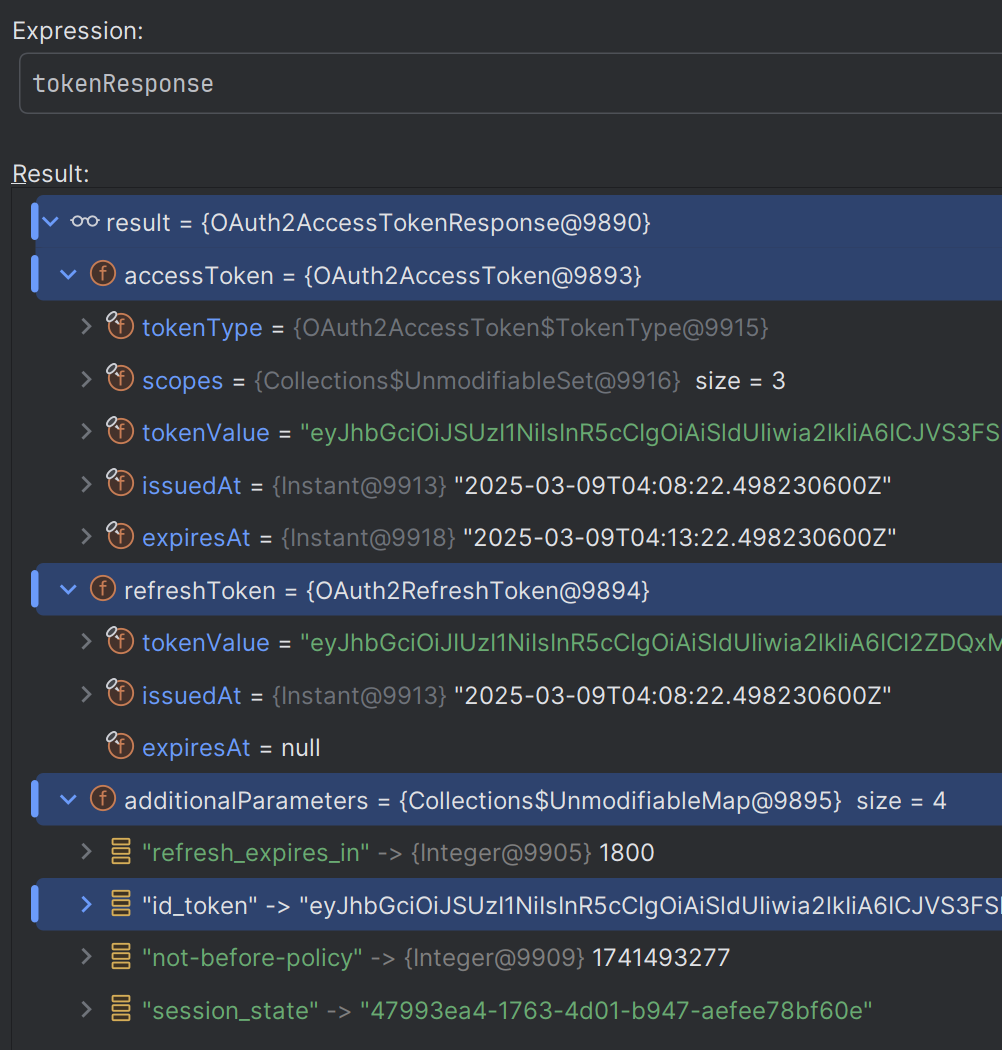 Expression:
tokenResponse
Result:
result = {OAuth2AccessTokenResponse@9890}
accessToken = {OAuth2AccessToken@9893}
tokenType = {OAuth2AccessToken$TokenType@9915}
scopes = {Collections$UnmodifiableSet@9916} size = 3
tokenValue = "eyJhbGciOiJSUzI1NiIsInR5cCIgOiAiSldUIiwia2lkIiA6ICJVS3FS
issuedAt = {Instant@9913} "2025-03-09T04:08:22.498230600Z"
expiresAt = {Instant@9918} "2025-03-09T04:13:22.498230600Z"
refreshToken = {OAuth2RefreshToken@9894}
tokenValue = "eyJhbGciOiJIUzI1NiIsInR5cCIgOiAiSldUIiwia2lkIiA6ICI2ZDQxM
issuedAt = {Instant@9913} "2025-03-09T04:08:22.498230600Z"
expiresAt = null
additionalParameters = {Collections$UnmodifiableMap@9895} size = 4
"refresh_expires_in" -> {Integer@9905} 1800
"id_token" -> "eyJhbGciOiJSUzI1NiIsInR5cCIgOiAiSldUIiwia2lkIiA6ICJVS3FS
"not-before-policy" -> {Integer@9909} 1741493277
"session_state" -> "47993ea4-1763-4d01-b947-aefee78bf60e"